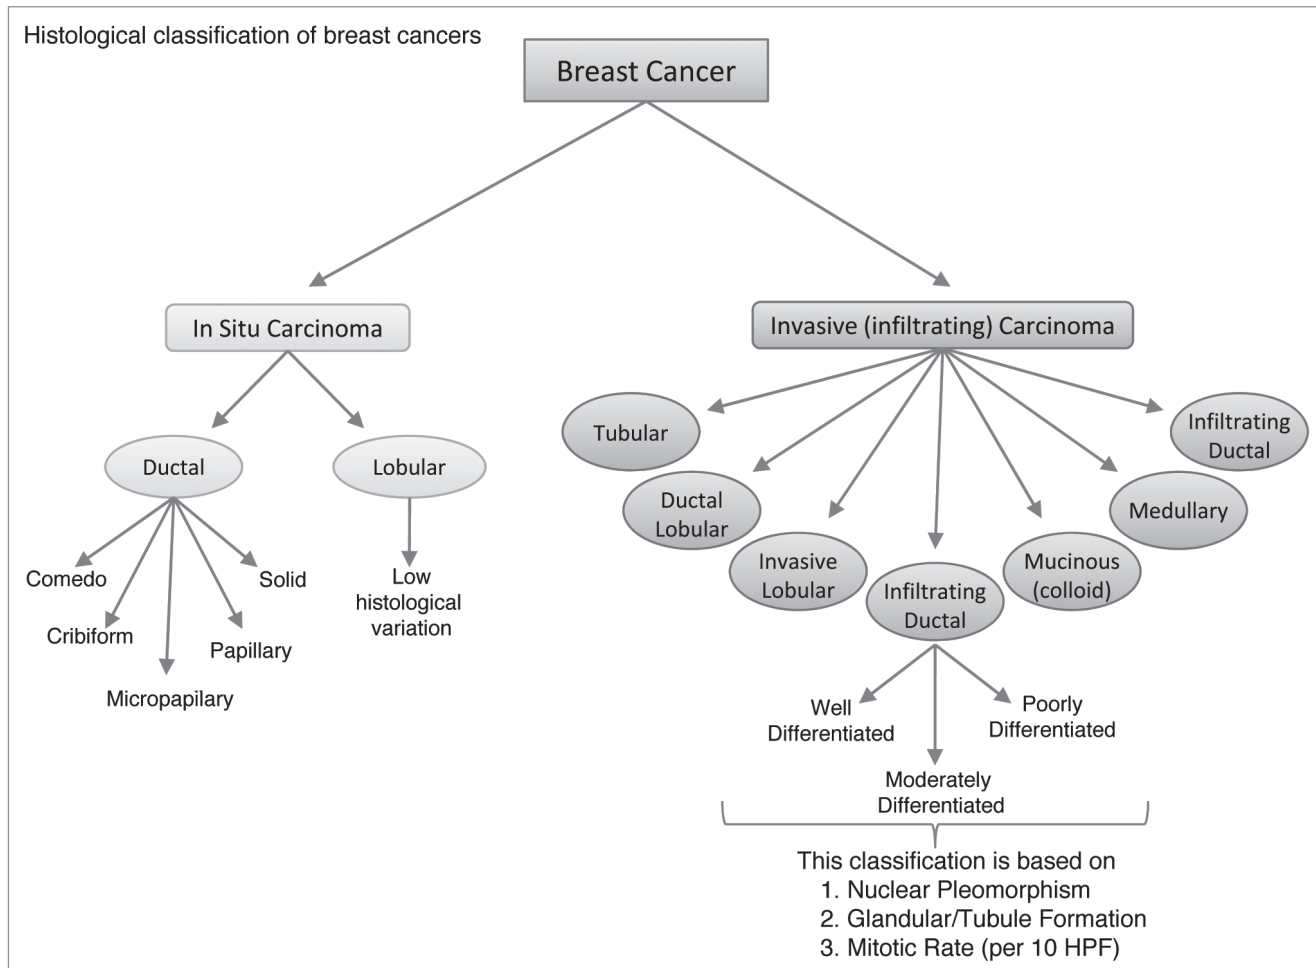 Histological classification of breast cancers
Breast Cancer
In Situ Carcinoma
Invasive (infiltrating) Carcinoma
Ductal
Lobular
Comedo
Cribiform
Micropapilary
Papillary
Solid
Low
histological
variation
Tubular
Ductal
Lobular
Invasive
Lobular
Infiltrating
Ductal
Mucinous
(colloid)
Medullary
Infiltrating
Ductal
Well
Differentiated
Moderately
Differentiated
Poorly
Differentiated
This classification is based on
1. Nuclear Pleomorphism
2. Glandular/Tubule Formation
3. Mitotic Rate (per 10 HPF)